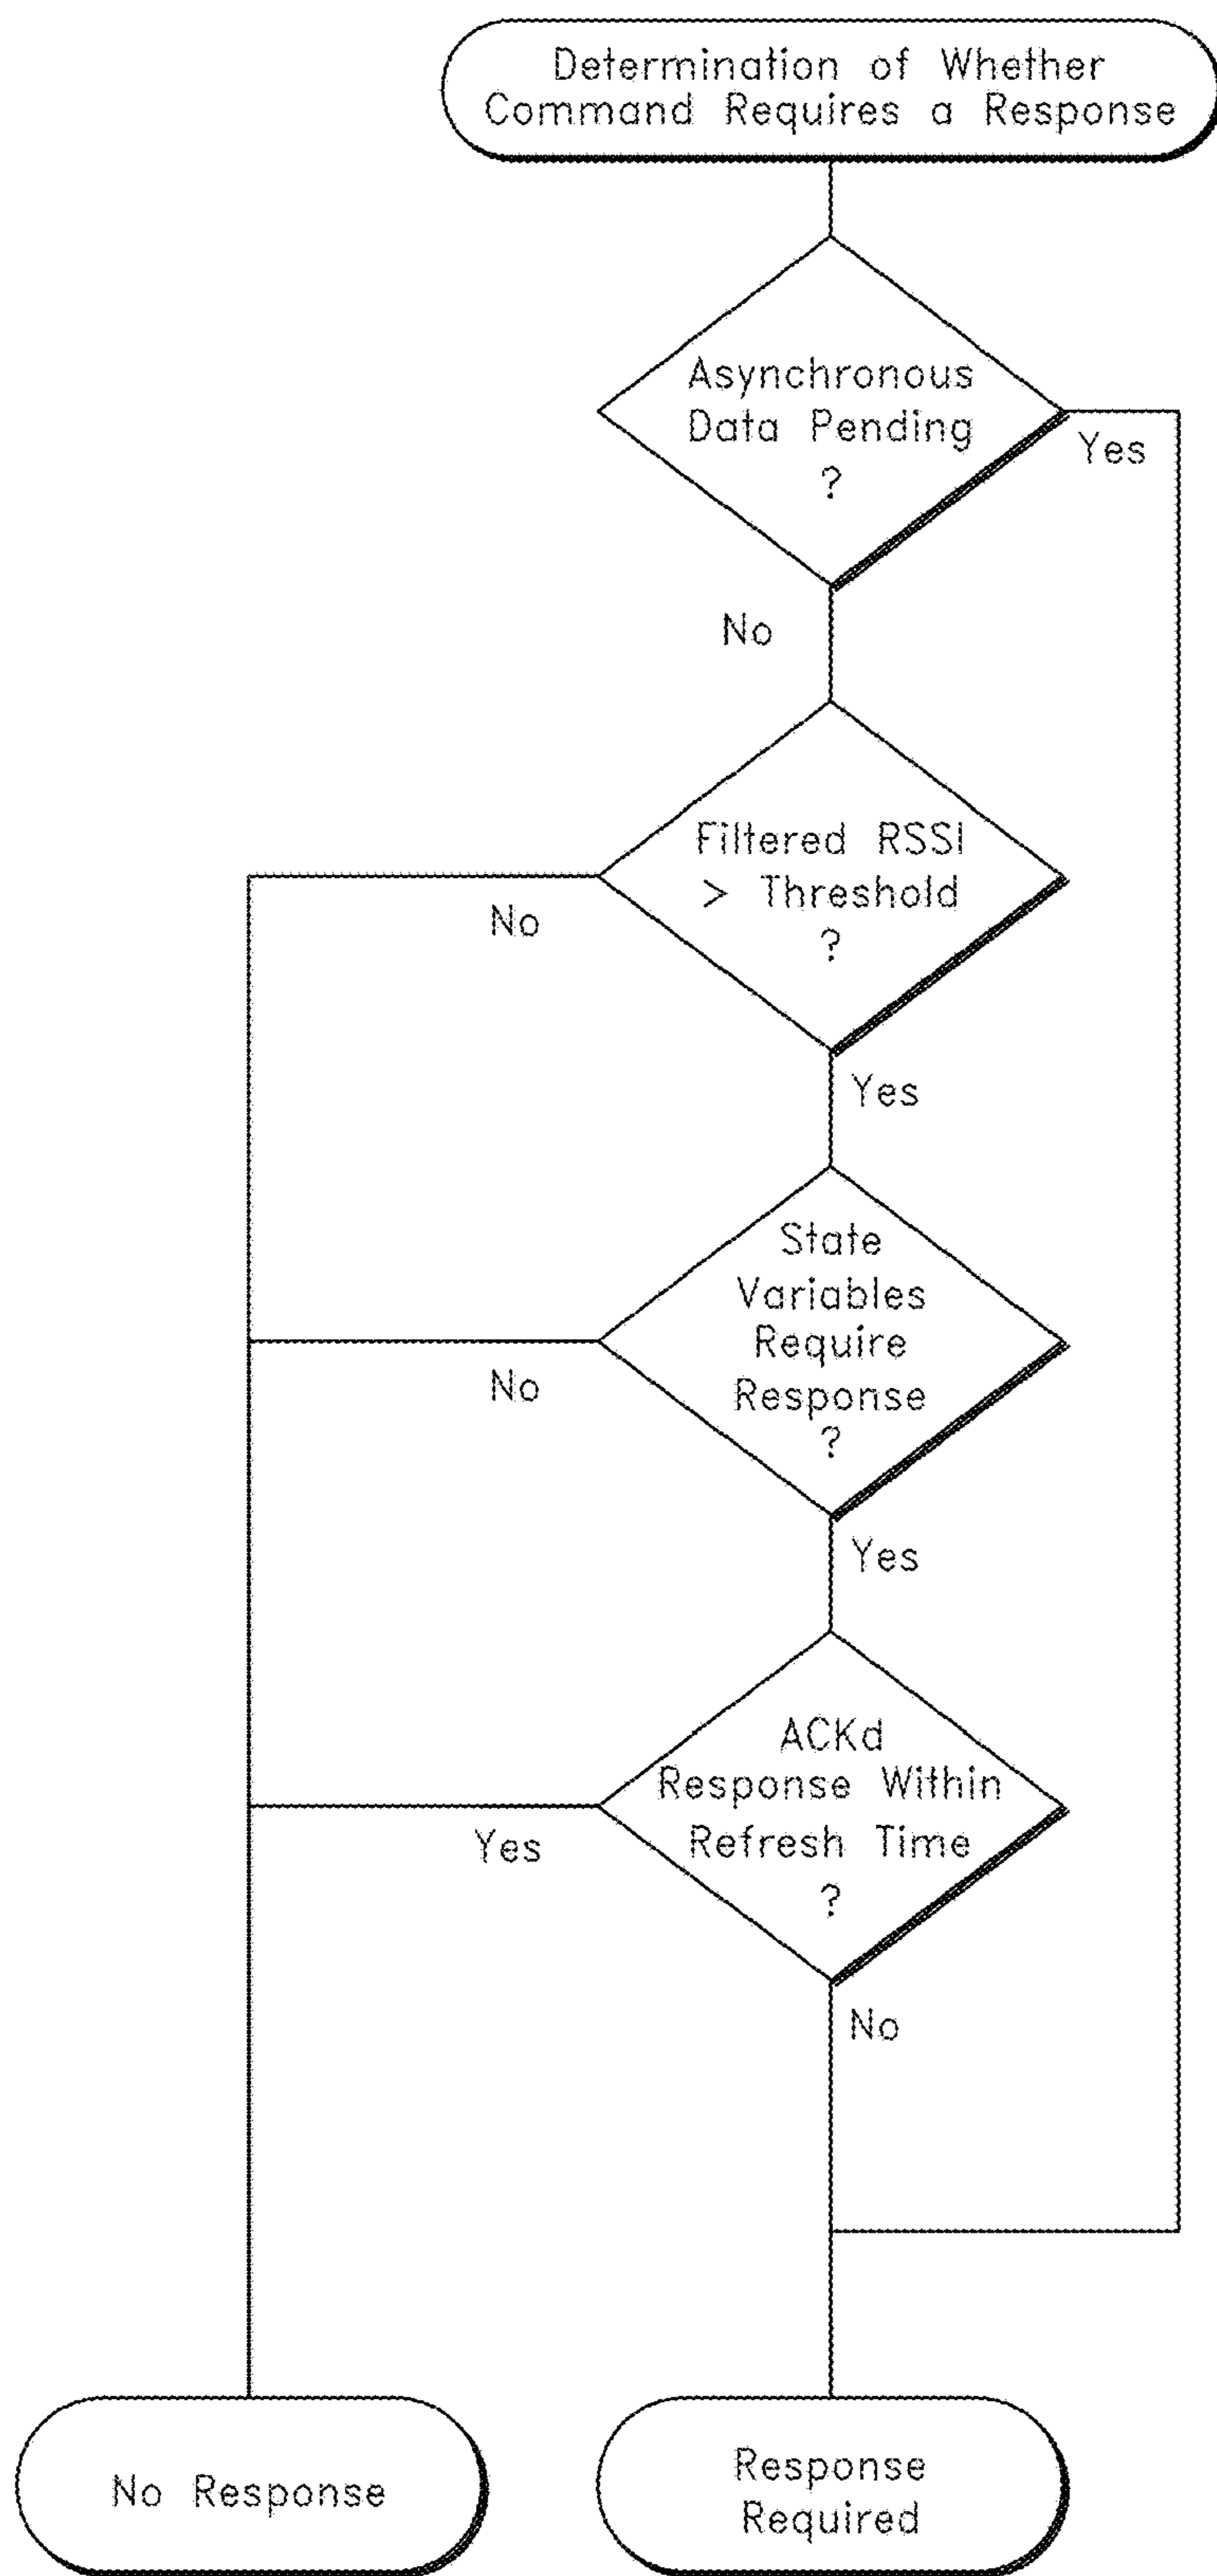 Determination of Whether
Command Requires a Response
Asynchronous
Data Pending
?
Yes
No
Filtered RSSI
> Threshold
?
No
Yes
State
Variables
Require
Response
?
No
Yes
ACKd
Response Within
Refresh Time
?
Yes
No
No Response
Response
Required